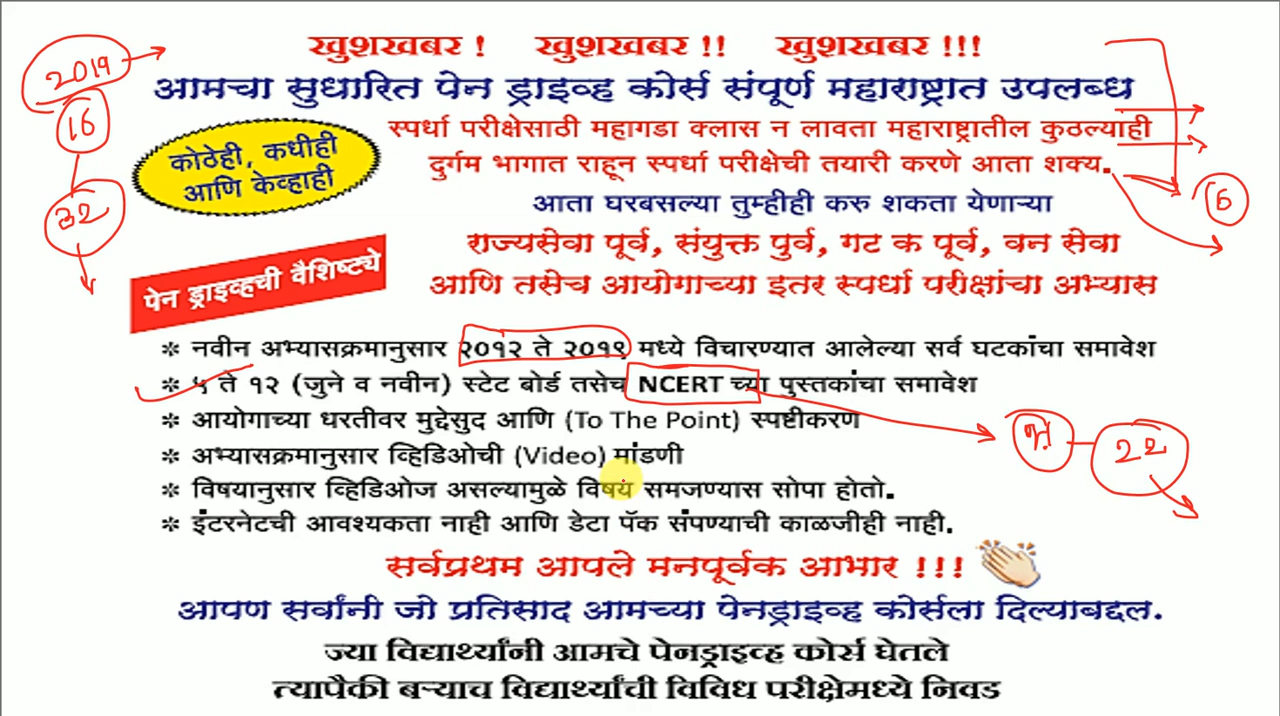 खुशखबर ! खुशखबर !! खुशखबर !!!
आमचा सुधारित पेन ड्राइव्ह कोर्स संपूर्ण महाराष्ट्रात उपलब्ध
2019
16
32
कोठेही, कधीही
आणि केव्हाही
स्पर्धा परीक्षेसाठी महागडा क्लास न लावता महाराष्ट्रातील कुठल्याही
दुर्गम भागात राहून स्पर्धा परीक्षेची तयारी करणे आता शक्य.
6
आता घरबसल्या तुम्हीही करु शकता येणाऱ्या
राज्यसेवा पूर्व, संयुक्त पुर्व, गट क पूर्व, वन सेवा
आणि तसेच आयोगाच्या इतर स्पर्धा परीक्षांचा अभ्यास
पेन ड्राइव्हची वैशिष्ट्ये
* नवीन अभ्यासक्रमानुसार २०१२ ते २०१९ मध्ये विचारण्यात आलेल्या सर्व घटकांचा समावेश
* ५ ते १२ (जुने व नवीन) स्टेट बोर्ड तसेच NCERT च्या पुस्तकांचा समावेश
* आयोगाच्या धरतीवर मुद्देसुद आणि (To The Point) स्पष्टीकरण
22
* अभ्यासक्रमानुसार व्हिडिओची (Video) मांडणी
* विषयानुसार व्हिडिओज असल्यामुळे विषय समजण्यास सोपा होतो.
* इंटरनेटची आवश्यकता नाही आणि डेटा पॅक संपण्याची काळजीही नाही.
सर्वप्रथम आपले मनपूर्वक आभार !!!
आपण सर्वांनी जो प्रतिसाद आमच्या पेनड्राइव्ह कोर्सला दिल्याबद्दल.
ज्या विद्यार्थ्यांनी आमचे पेनड्राइव्ह कोर्स घेतले
त्यापैकी बऱ्याच विद्यार्थ्यांची विविध परीक्षेमध्ये निवड